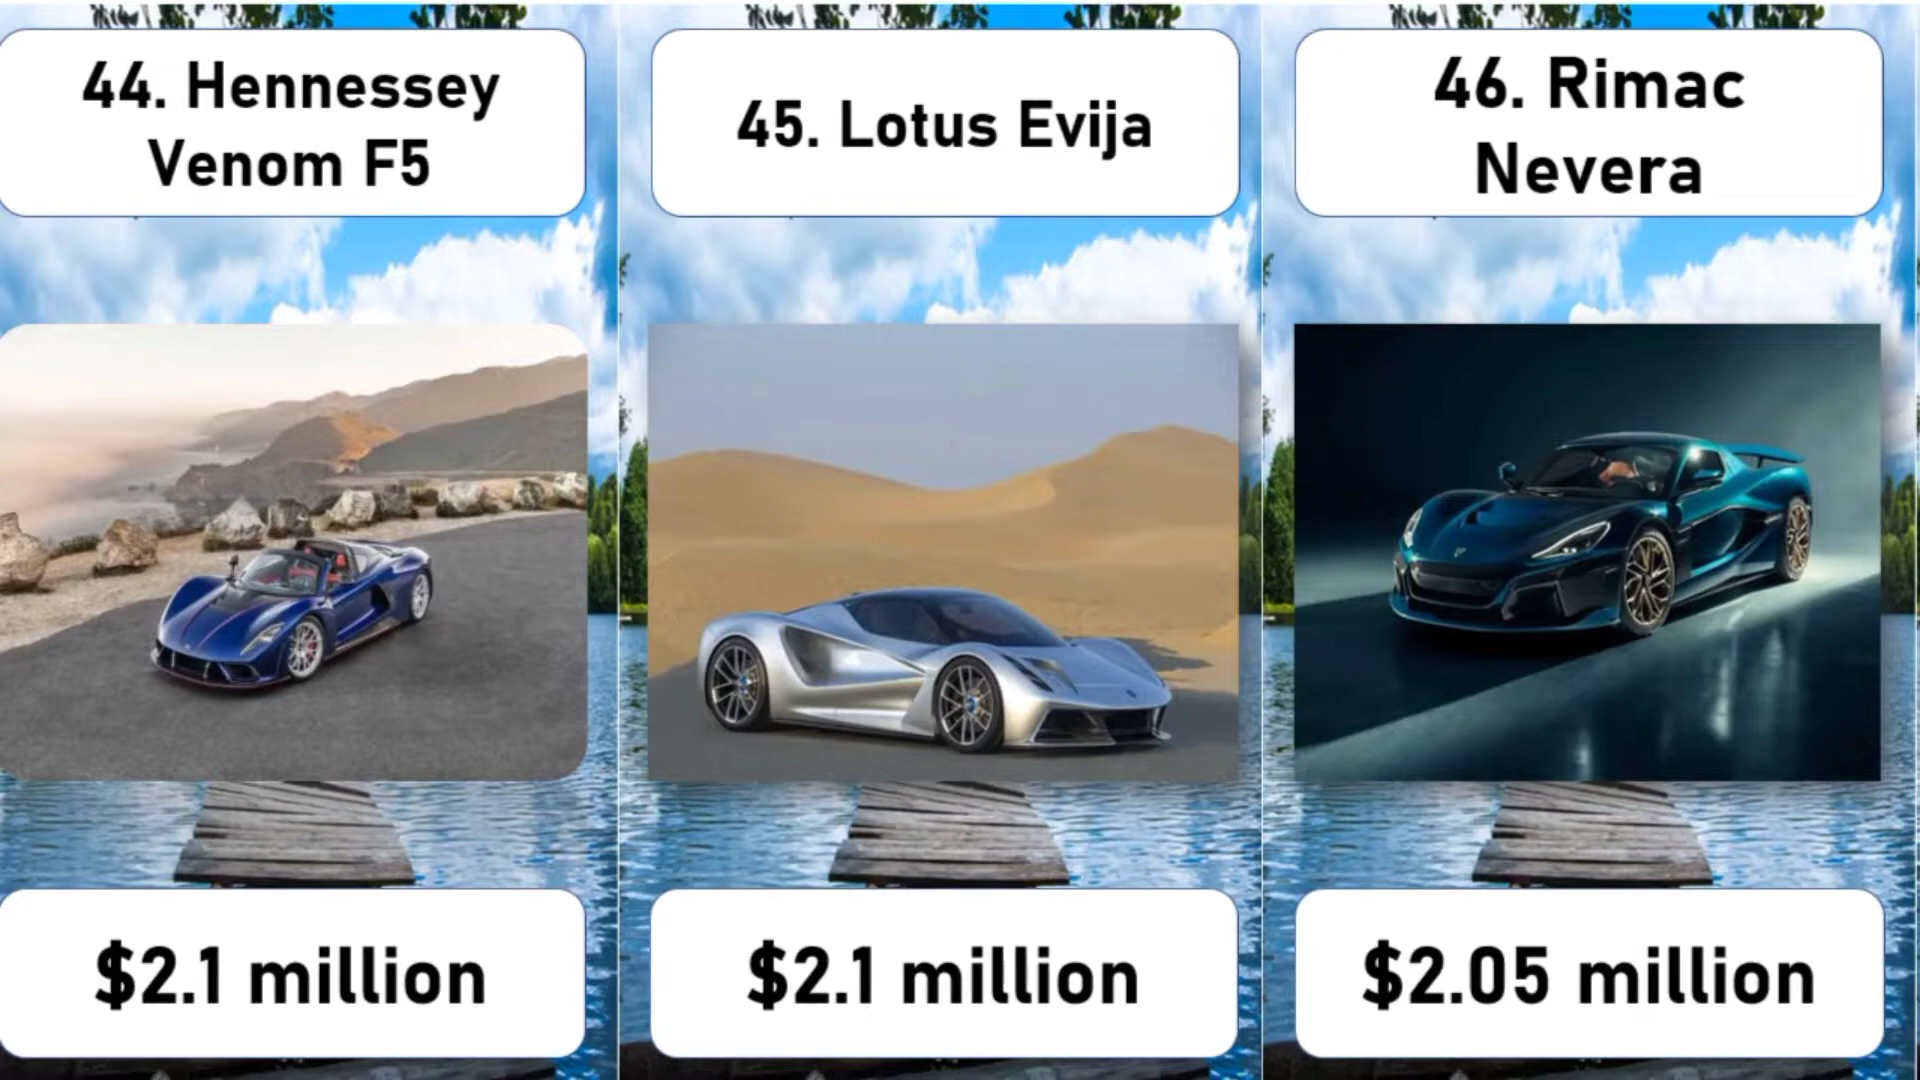 44. Hennessey
Venom F5
45. Lotus Evija
46. Rimac
Nevera
$2.1 million
$2.1 million
$2.05 million